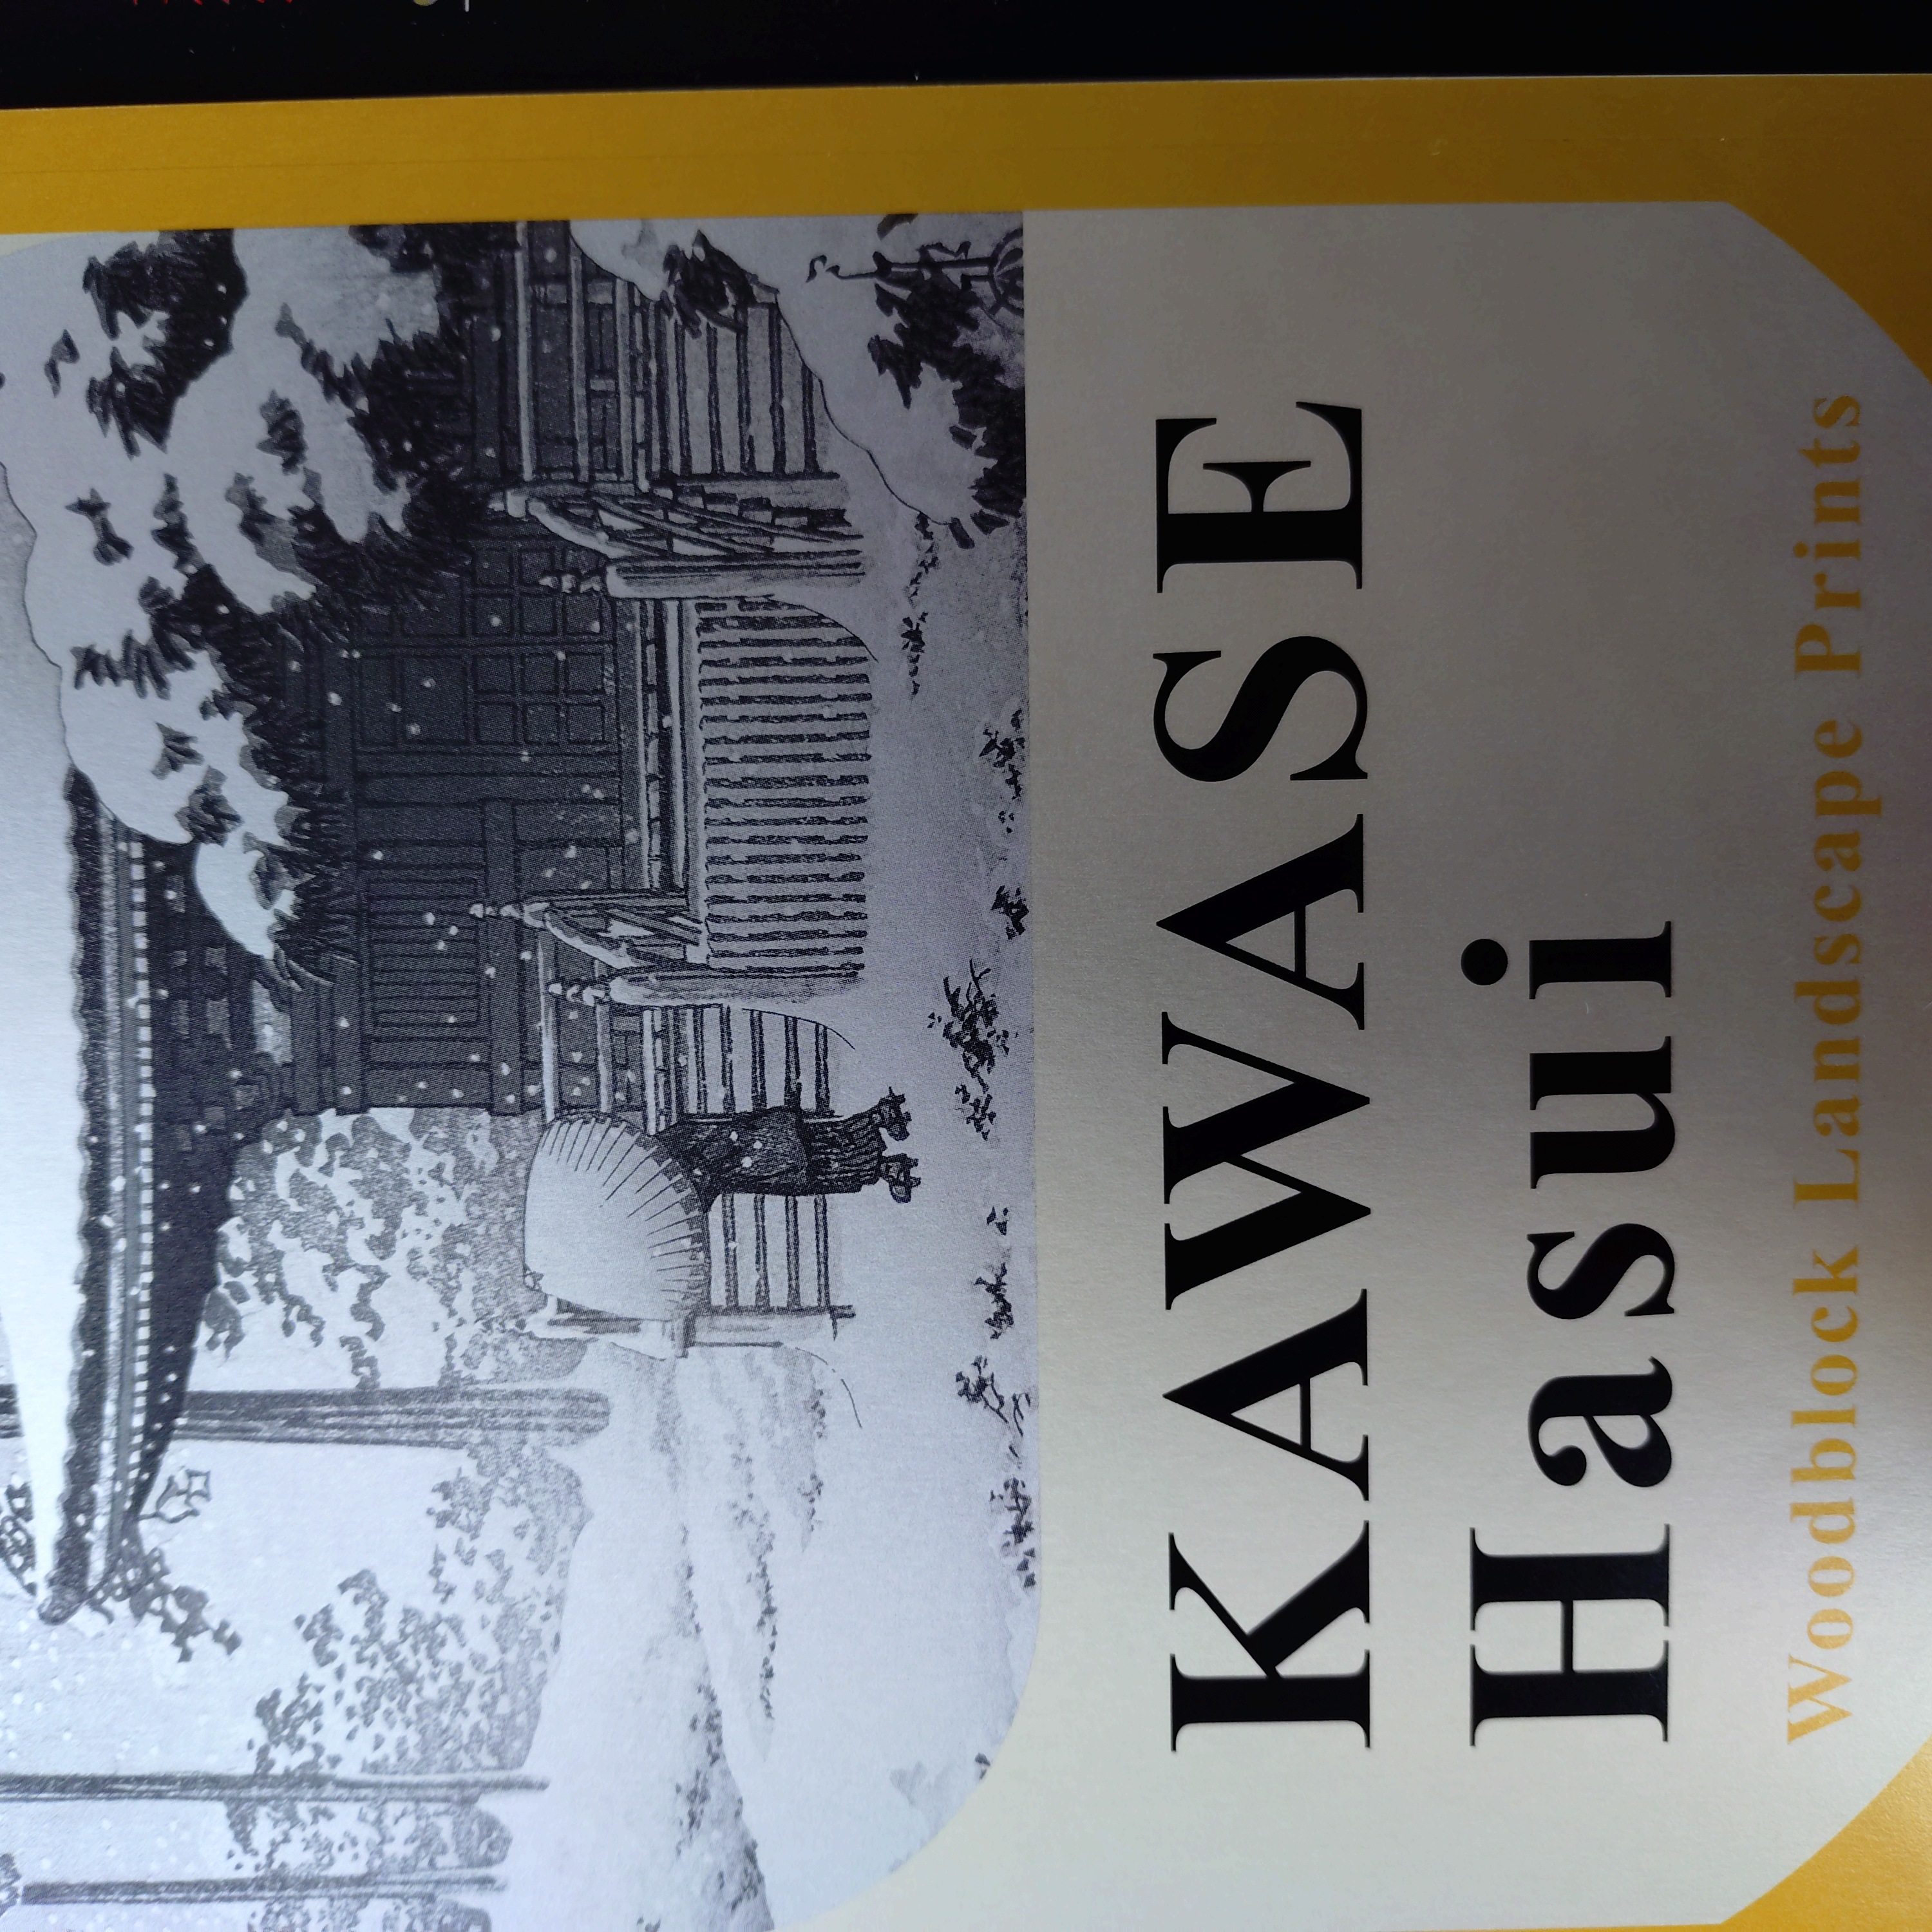 KAWASE
Hasui
Woodblock Landscape Prints